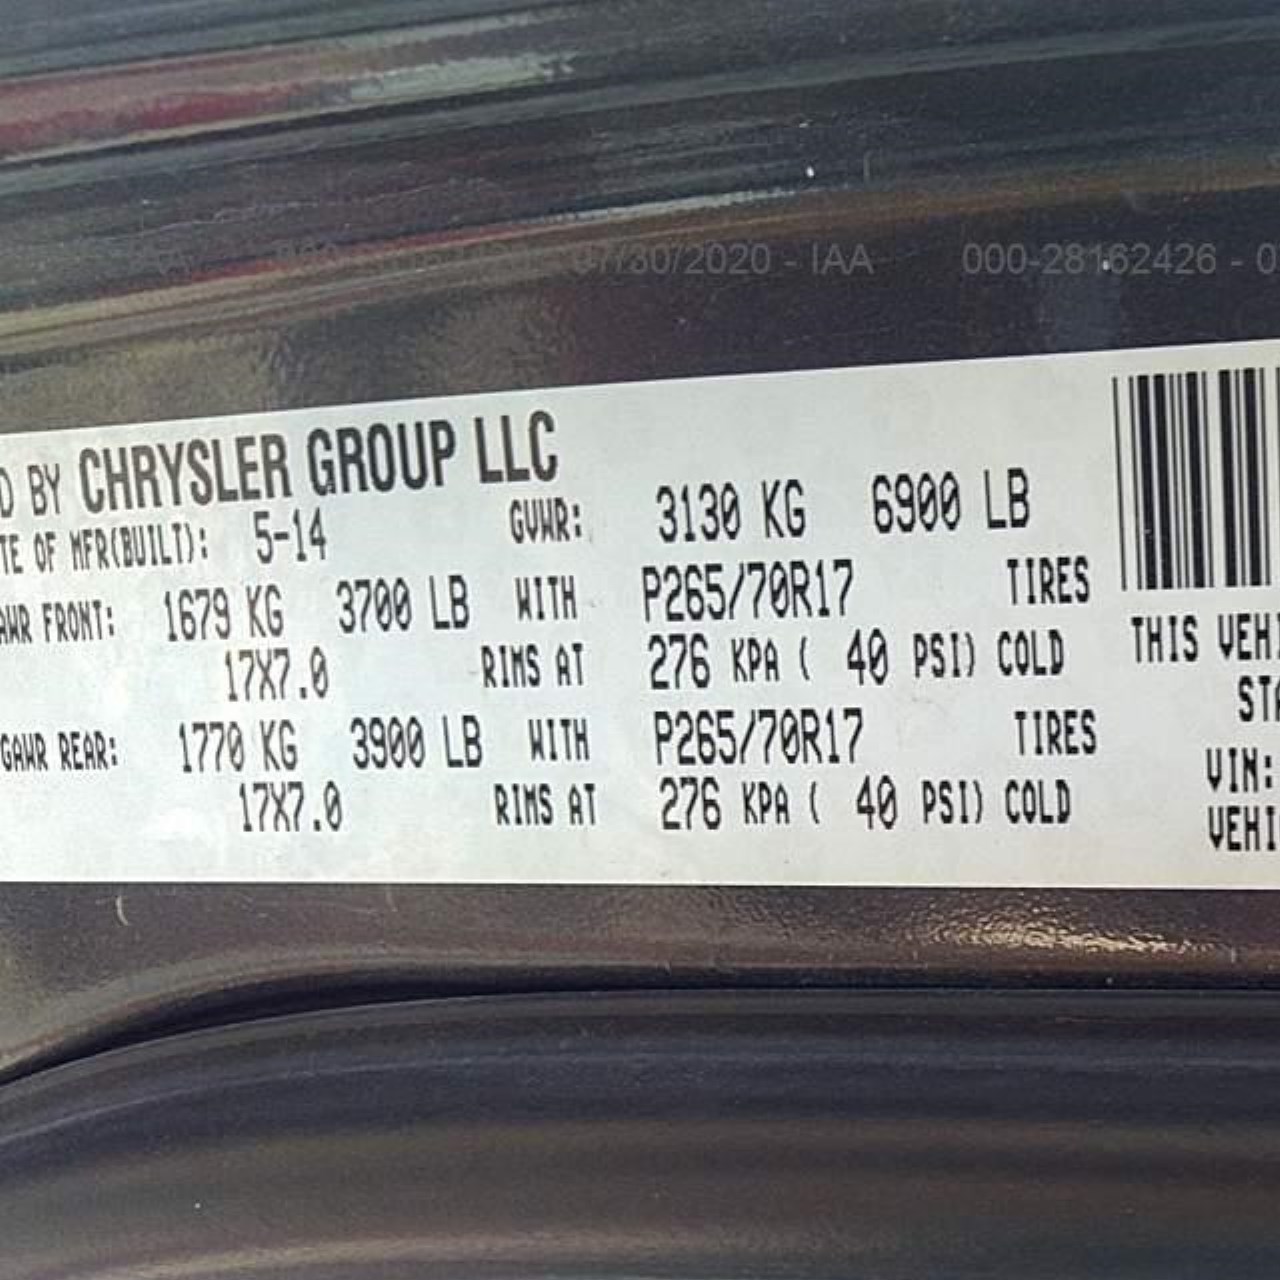 07/30/2020 - IAA 000-28162426 - 0
D BY CHRYSLER GROUP LLC
TE OF MFR(BUILT): 5-14 GVWR: 3130 KG 6900 LB
AWR FRONT: 1679 KG 3700 LB WITH P265/70R17 TIRES
17X7.0 RIMS AT 276 KPA ( 40 PSI) COLD
GAWR REAR: 1770 KG 3900 LB WITH P265/70R17 TIRES
17X7.0 RIMS AT 276 KPA ( 40 PSI) COLD
THIS VEHI
STA
VIN:
VEHI